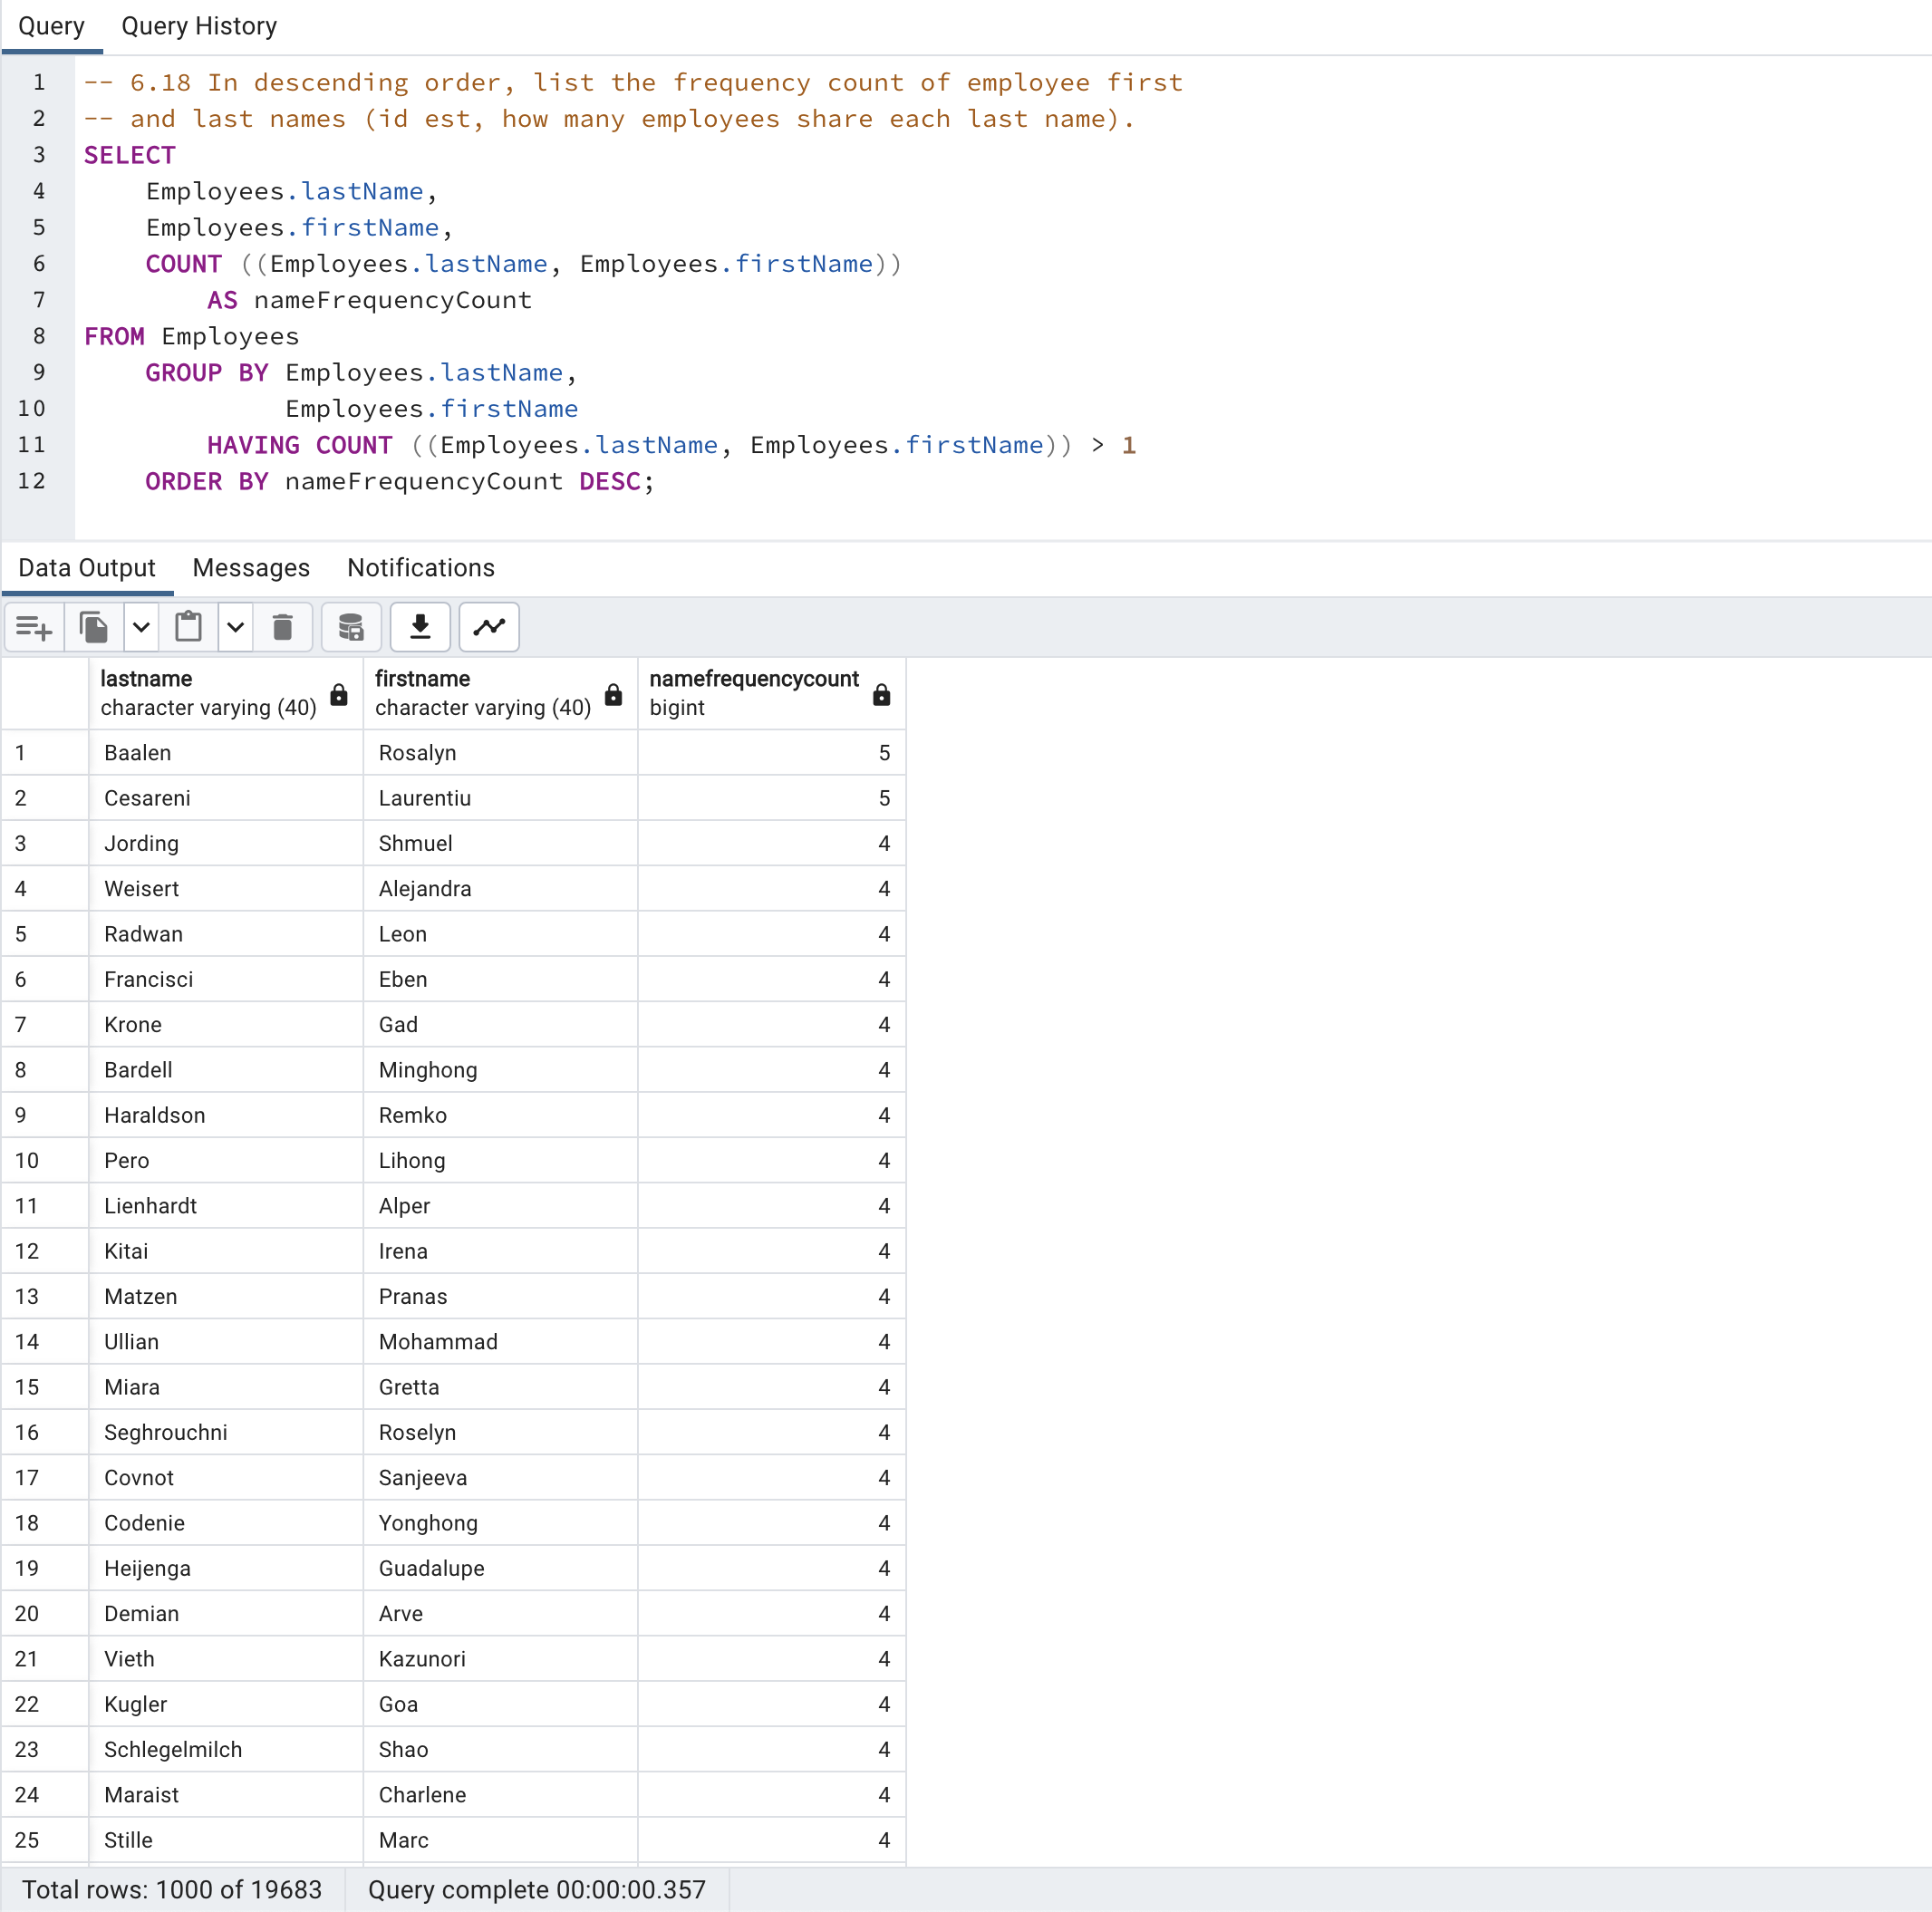 Query Query History
1 -- 6.18 In descending order, list the frequency count of employee first
2 -- and last names (id est, how many employees share each last name).
3 SELECT
4 Employees.lastName,
5 Employees.firstName,
6 COUNT ((Employees.lastName, Employees.firstName))
7 AS nameFrequencyCount
8 FROM Employees
9 GROUP BY Employees.lastName,
10 Employees.firstName
11 HAVING COUNT ((Employees.lastName, Employees.firstName)) > 1
12 ORDER BY nameFrequencyCount DESC;
Data Output Messages Notifications
lastname firstname namefrequencycount
character varying (40) character varying (40) bigint
1 Baalen Rosalyn 5
2 Cesareni Laurentiu 5
3 Jording Shmuel 4
4 Weisert Alejandra 4
5 Radwan Leon 4
6 Francisci Eben 4
7 Krone Gad 4
8 Bardell Minghong 4
9 Haraldson Remko 4
10 Pero Lihong 4
11 Lienhardt Alper 4
12 Kitai Irena 4
13 Matzen Pranas 4
14 Ullian Mohammad 4
15 Miara Gretta 4
16 Seghrouchni Roselyn 4
17 Covnot Sanjeeva 4
18 Codenie Yonghong 4
19 Heijenga Guadalupe 4
20 Demian Arve 4
21 Vieth Kazunori 4
22 Kugler Goa 4
23 Schlegelmilch Shao 4
24 Maraist Charlene 4
25 Stille Marc 4
Total rows: 1000 of 19683 Query complete 00:00:00.357